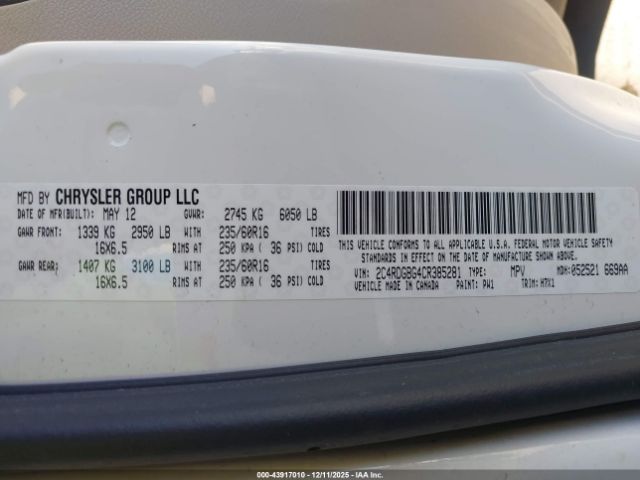 MFD BY CHRYSLER GROUP LLC
DATE OF MFR(BUILT): MAY 12 GVWR: 2745 KG 6050 LB
GAWR FRONT: 1339 KG 2950 LB WITH 235/60R16 TIRES
16X6.5 RIMS AT 250 KPA ( 36 PSI) COLD
GAWR REAR: 1407 KG 3100 LB WITH 235/60R16 TIRES
16X6.5 RIMS AT 250 KPA ( 36 PSI) COLD
THIS VEHICLE CONFORMS TO ALL APPLICABLE U.S.A. FEDERAL MOTOR VEHICLE SAFETY
STANDARDS IN EFFECT ON THE DATE OF MANUFACTURE SHOWN ABOVE.
VIN: 2C4RDGBG4CR385281 TYPE: MPV MDH: 052521 669AA
VEHICLE MADE IN CANADA PAINT: PW1 TRIM: H7X1
000-43917010 - 12/11/2025 - IAA Inc.